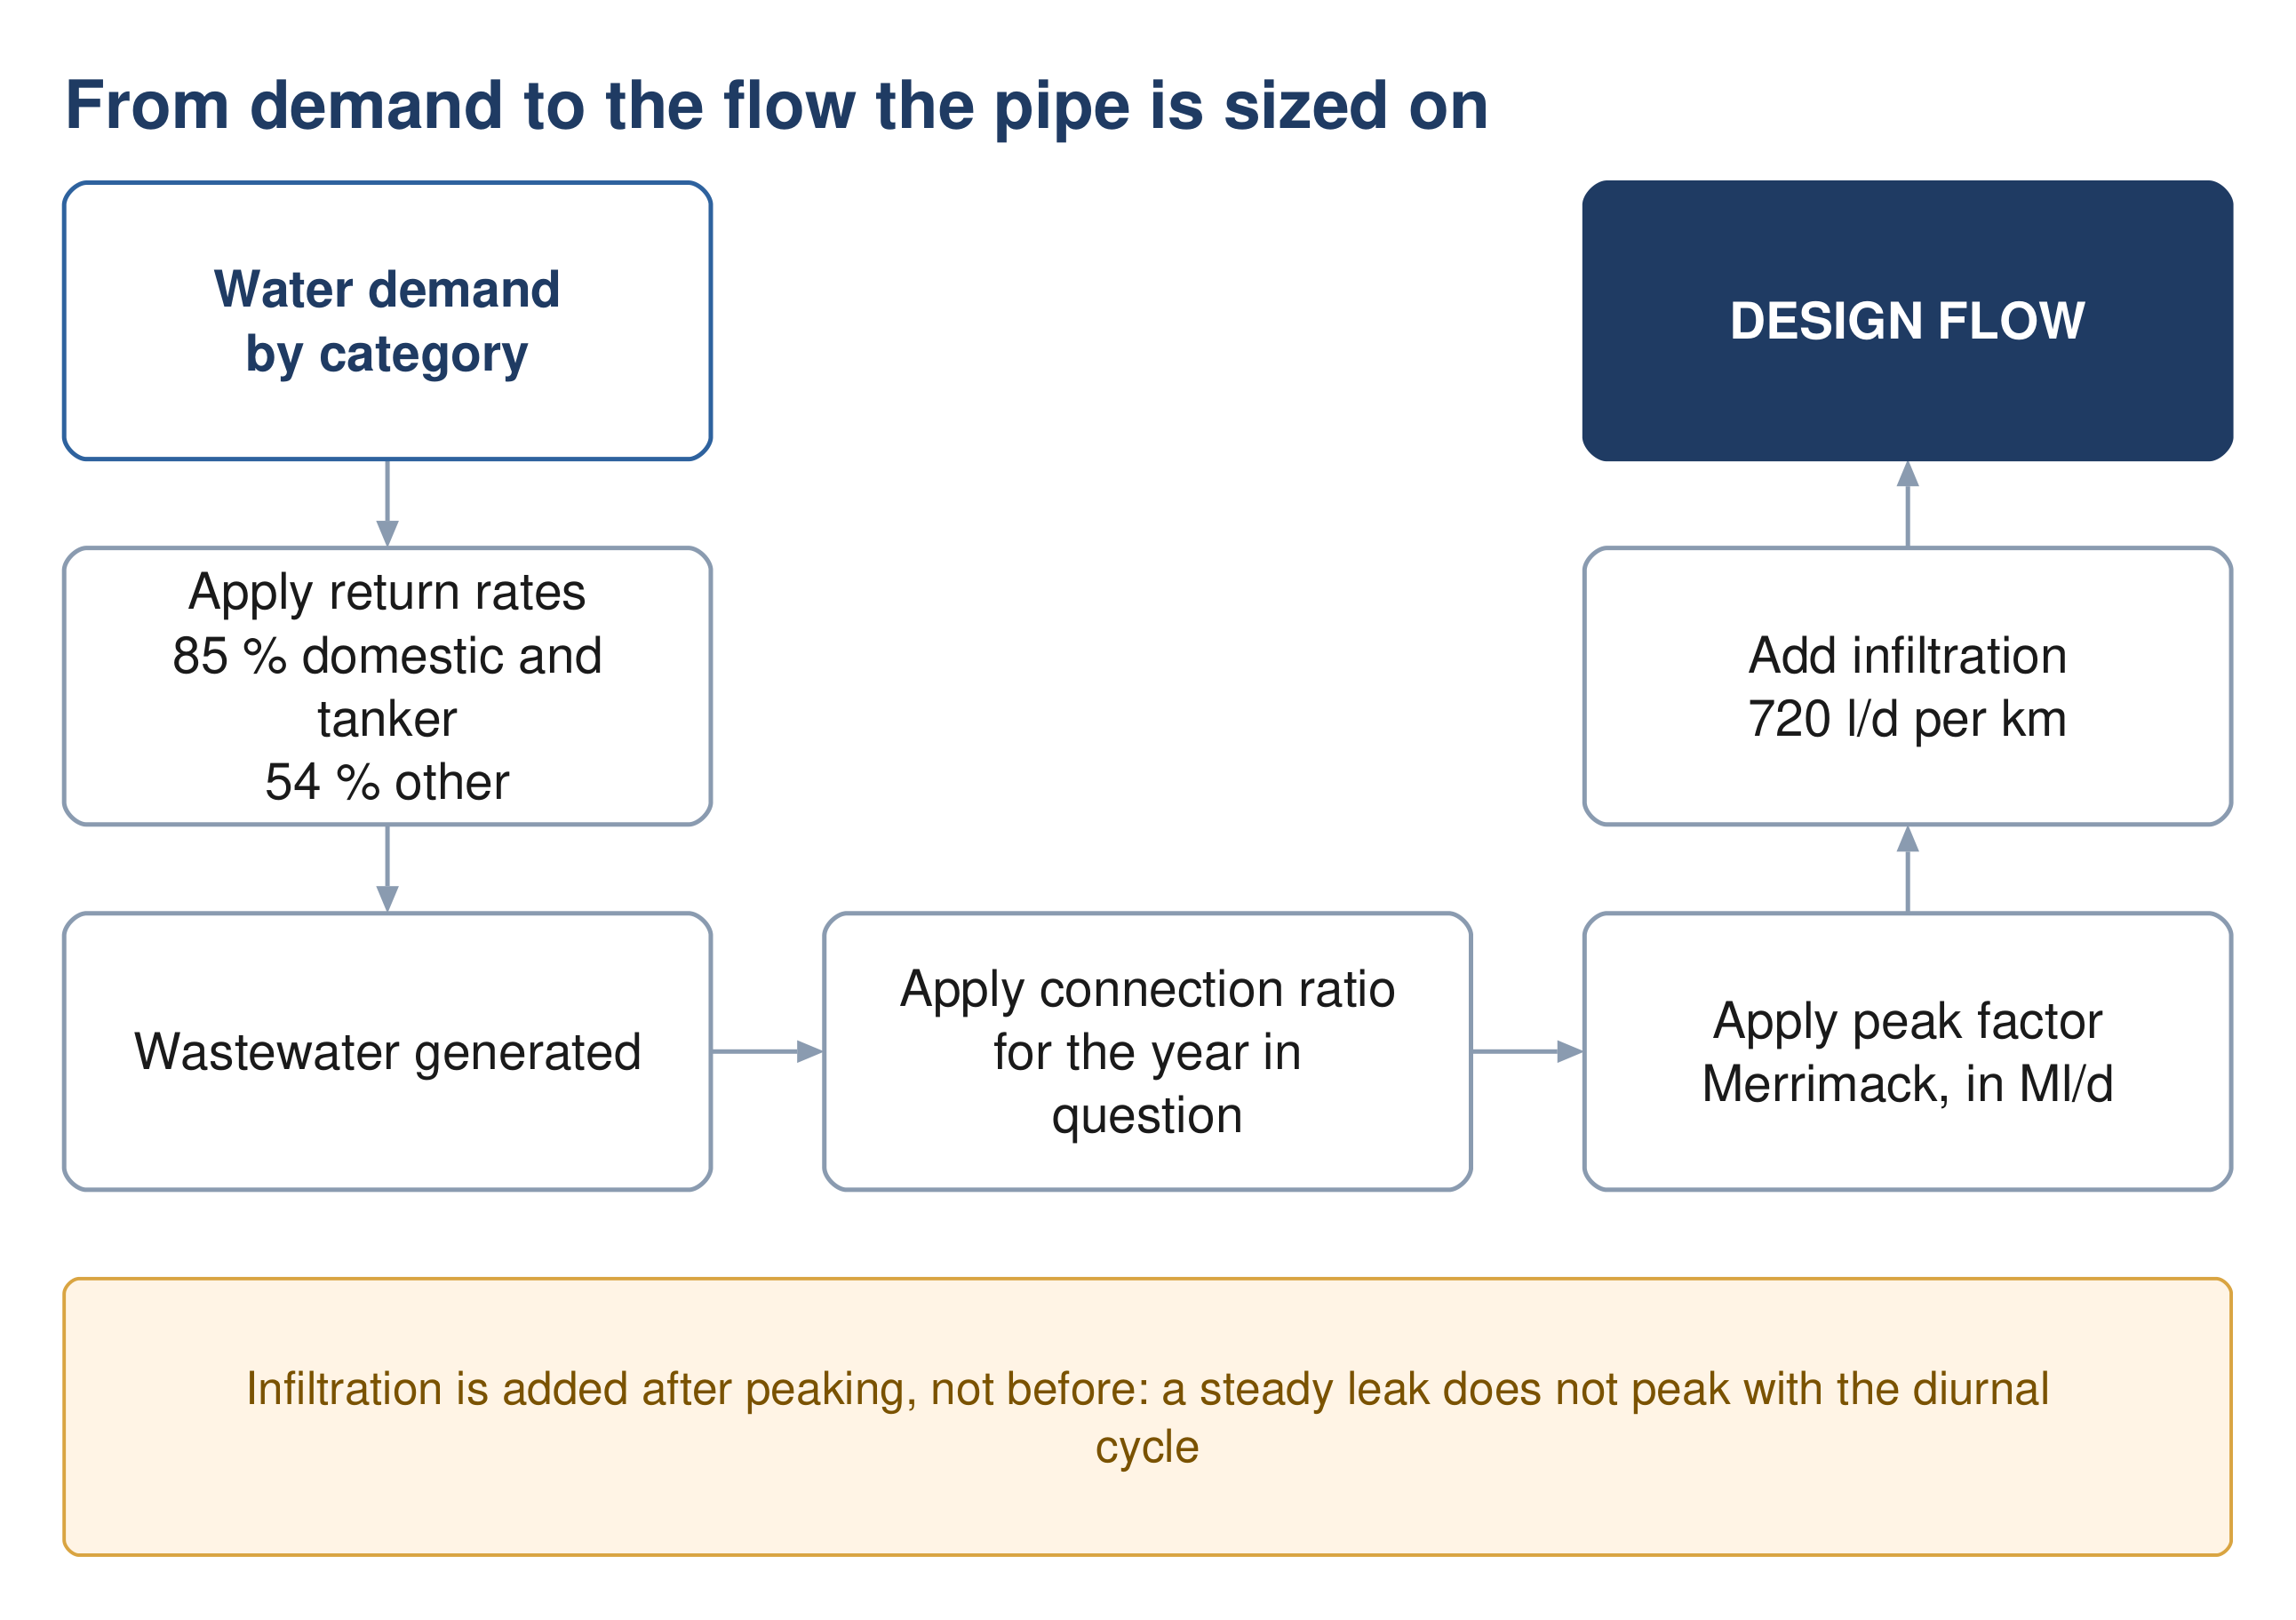 From demand to the flow the pipe is sized on
Water demand
by category
Apply return rates
85 % domestic and
tanker
54 % other
Wastewater generated
Apply connection ratio
for the year in
question
Apply peak factor
Merrimack, in Ml/d
Add infiltration
720 l/d per km
DESIGN FLOW
Infiltration is added after peaking, not before: a steady leak does not peak with the diurnal
cycle